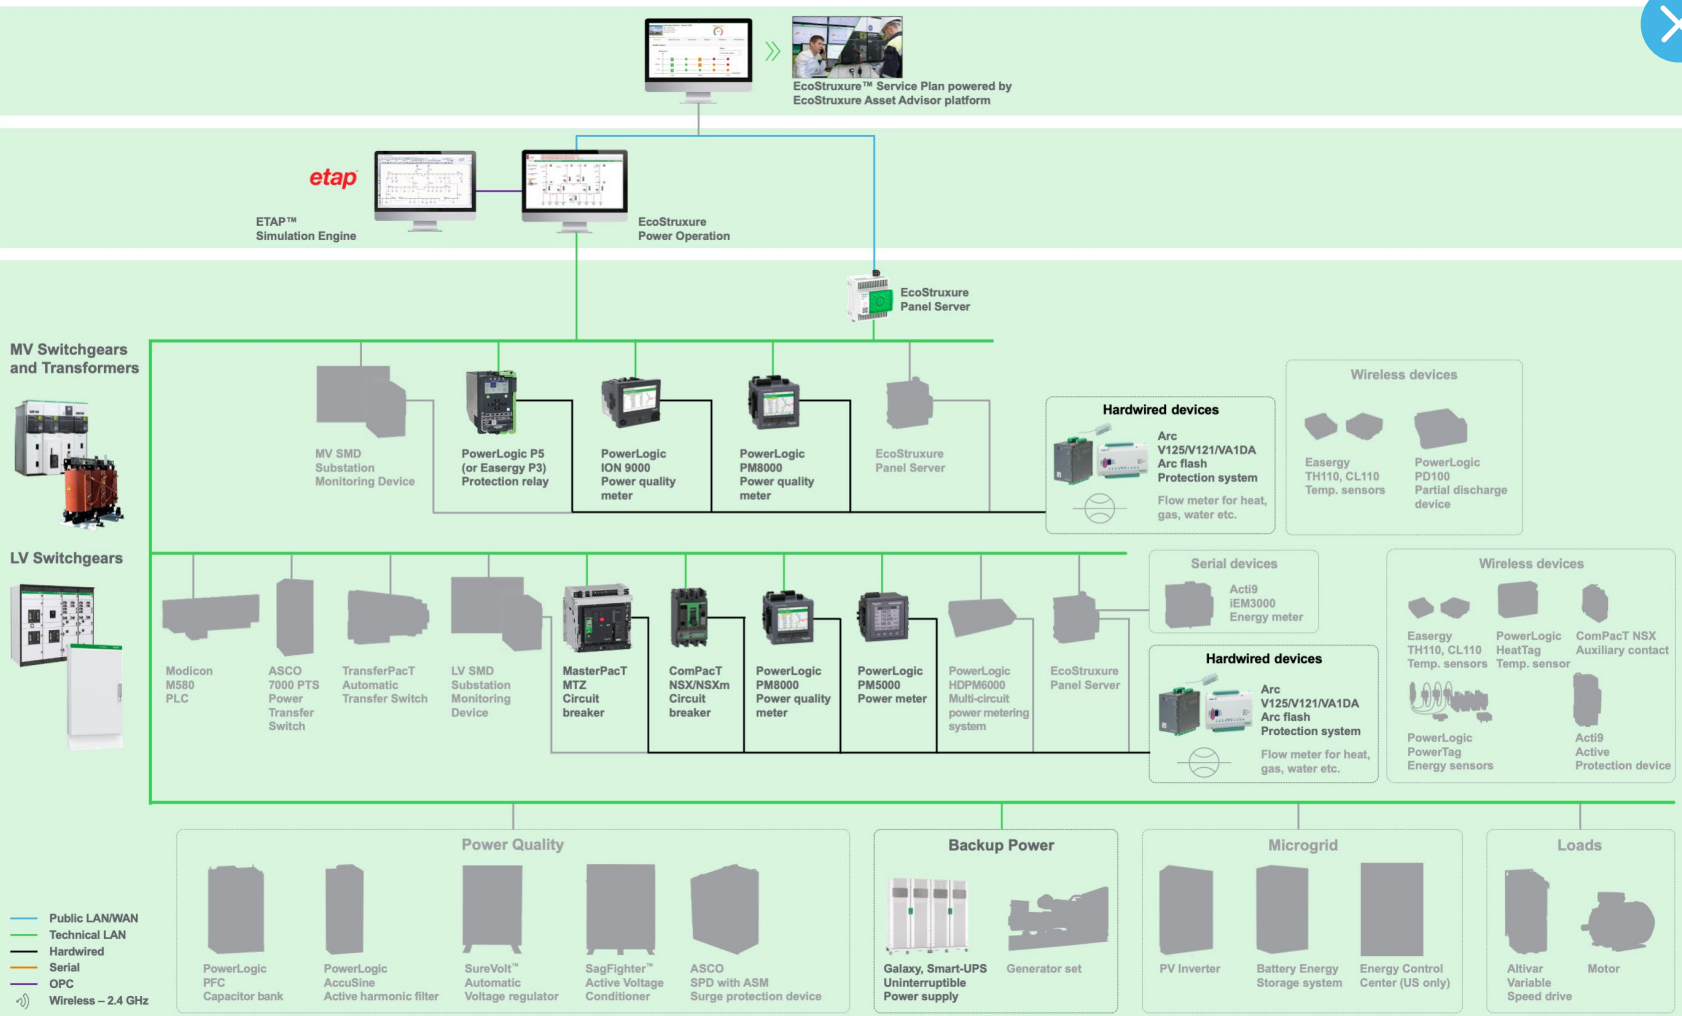 EcoStruxure™ Service Plan powered by
EcoStruxure Asset Advisor platform
etap
ETAP™
Simulation Engine
EcoStruxure
Power Operation
EcoStruxure
Panel Server
MV Switchgears
and Transformers
MV SMD
Substation
Monitoring Device
PowerLogic P5
(or Easergy P3)
Protection relay
PowerLogic
ION 9000
Power quality
meter
PowerLogic
PM8000
Power quality
meter
EcoStruxure
Panel Server
Hardwired devices
Arc
V125/V121/VA1DA
Arc flash
Protection system
Flow meter for heat,
gas, water etc.
Wireless devices
Easergy
TH110, CL110
Temp. sensors
PowerLogic
PD100
Partial discharge
device
LV Switchgears
Modicon
M580
PLC
ASCO
7000 PTS
Power
Transfer
Switch
TransferPacT
Automatic
Transfer Switch
LV SMD
Substation
Monitoring
Device
MasterPacT
MTZ
Circuit
breaker
ComPacT
NSX/NSXm
Circuit
breaker
PowerLogic
PM8000
Power quality
meter
PowerLogic
PM5000
Power meter
PowerLogic
HDPM6000
Multi-circuit
power metering
system
EcoStruxure
Panel Server
Serial devices
Acti9
iEM3000
Energy meter
Hardwired devices
Arc
V125/V121/VA1DA
Arc flash
Protection system
Flow meter for heat,
gas, water etc.
Wireless devices
Easergy
TH110, CL110
Temp. sensors
PowerLogic
HeatTag
Temp. sensor
ComPacT NSX
Auxiliary contact
PowerLogic
PowerTag
Energy sensors
Acti9
Active
Protection device
Power Quality
PowerLogic
PFC
Capacitor bank
PowerLogic
AccuSine
Active harmonic filter
SureVolt™
Automatic
Voltage regulator
SagFighter™
Active Voltage
Conditioner
ASCO
SPD with ASM
Surge protection device
Backup Power
Galaxy, Smart-UPS
Uninterruptible
Power supply
Generator set
Microgrid
PV Inverter
Battery Energy
Storage system
Energy Control
Center (US only)
Loads
Altivar
Variable
Speed drive
Motor
Public LAN/WAN
Technical LAN
Hardwired
Serial
OPC
Wireless – 2.4 GHz